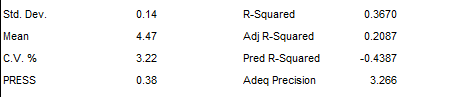 Std. Dev. 0.14 R-Squared 0.3670
Mean 4.47 Adj R-Squared 0.2087
C.V. % 3.22 Pred R-Squared -0.4387
PRESS 0.38 Adeq Precision 3.266